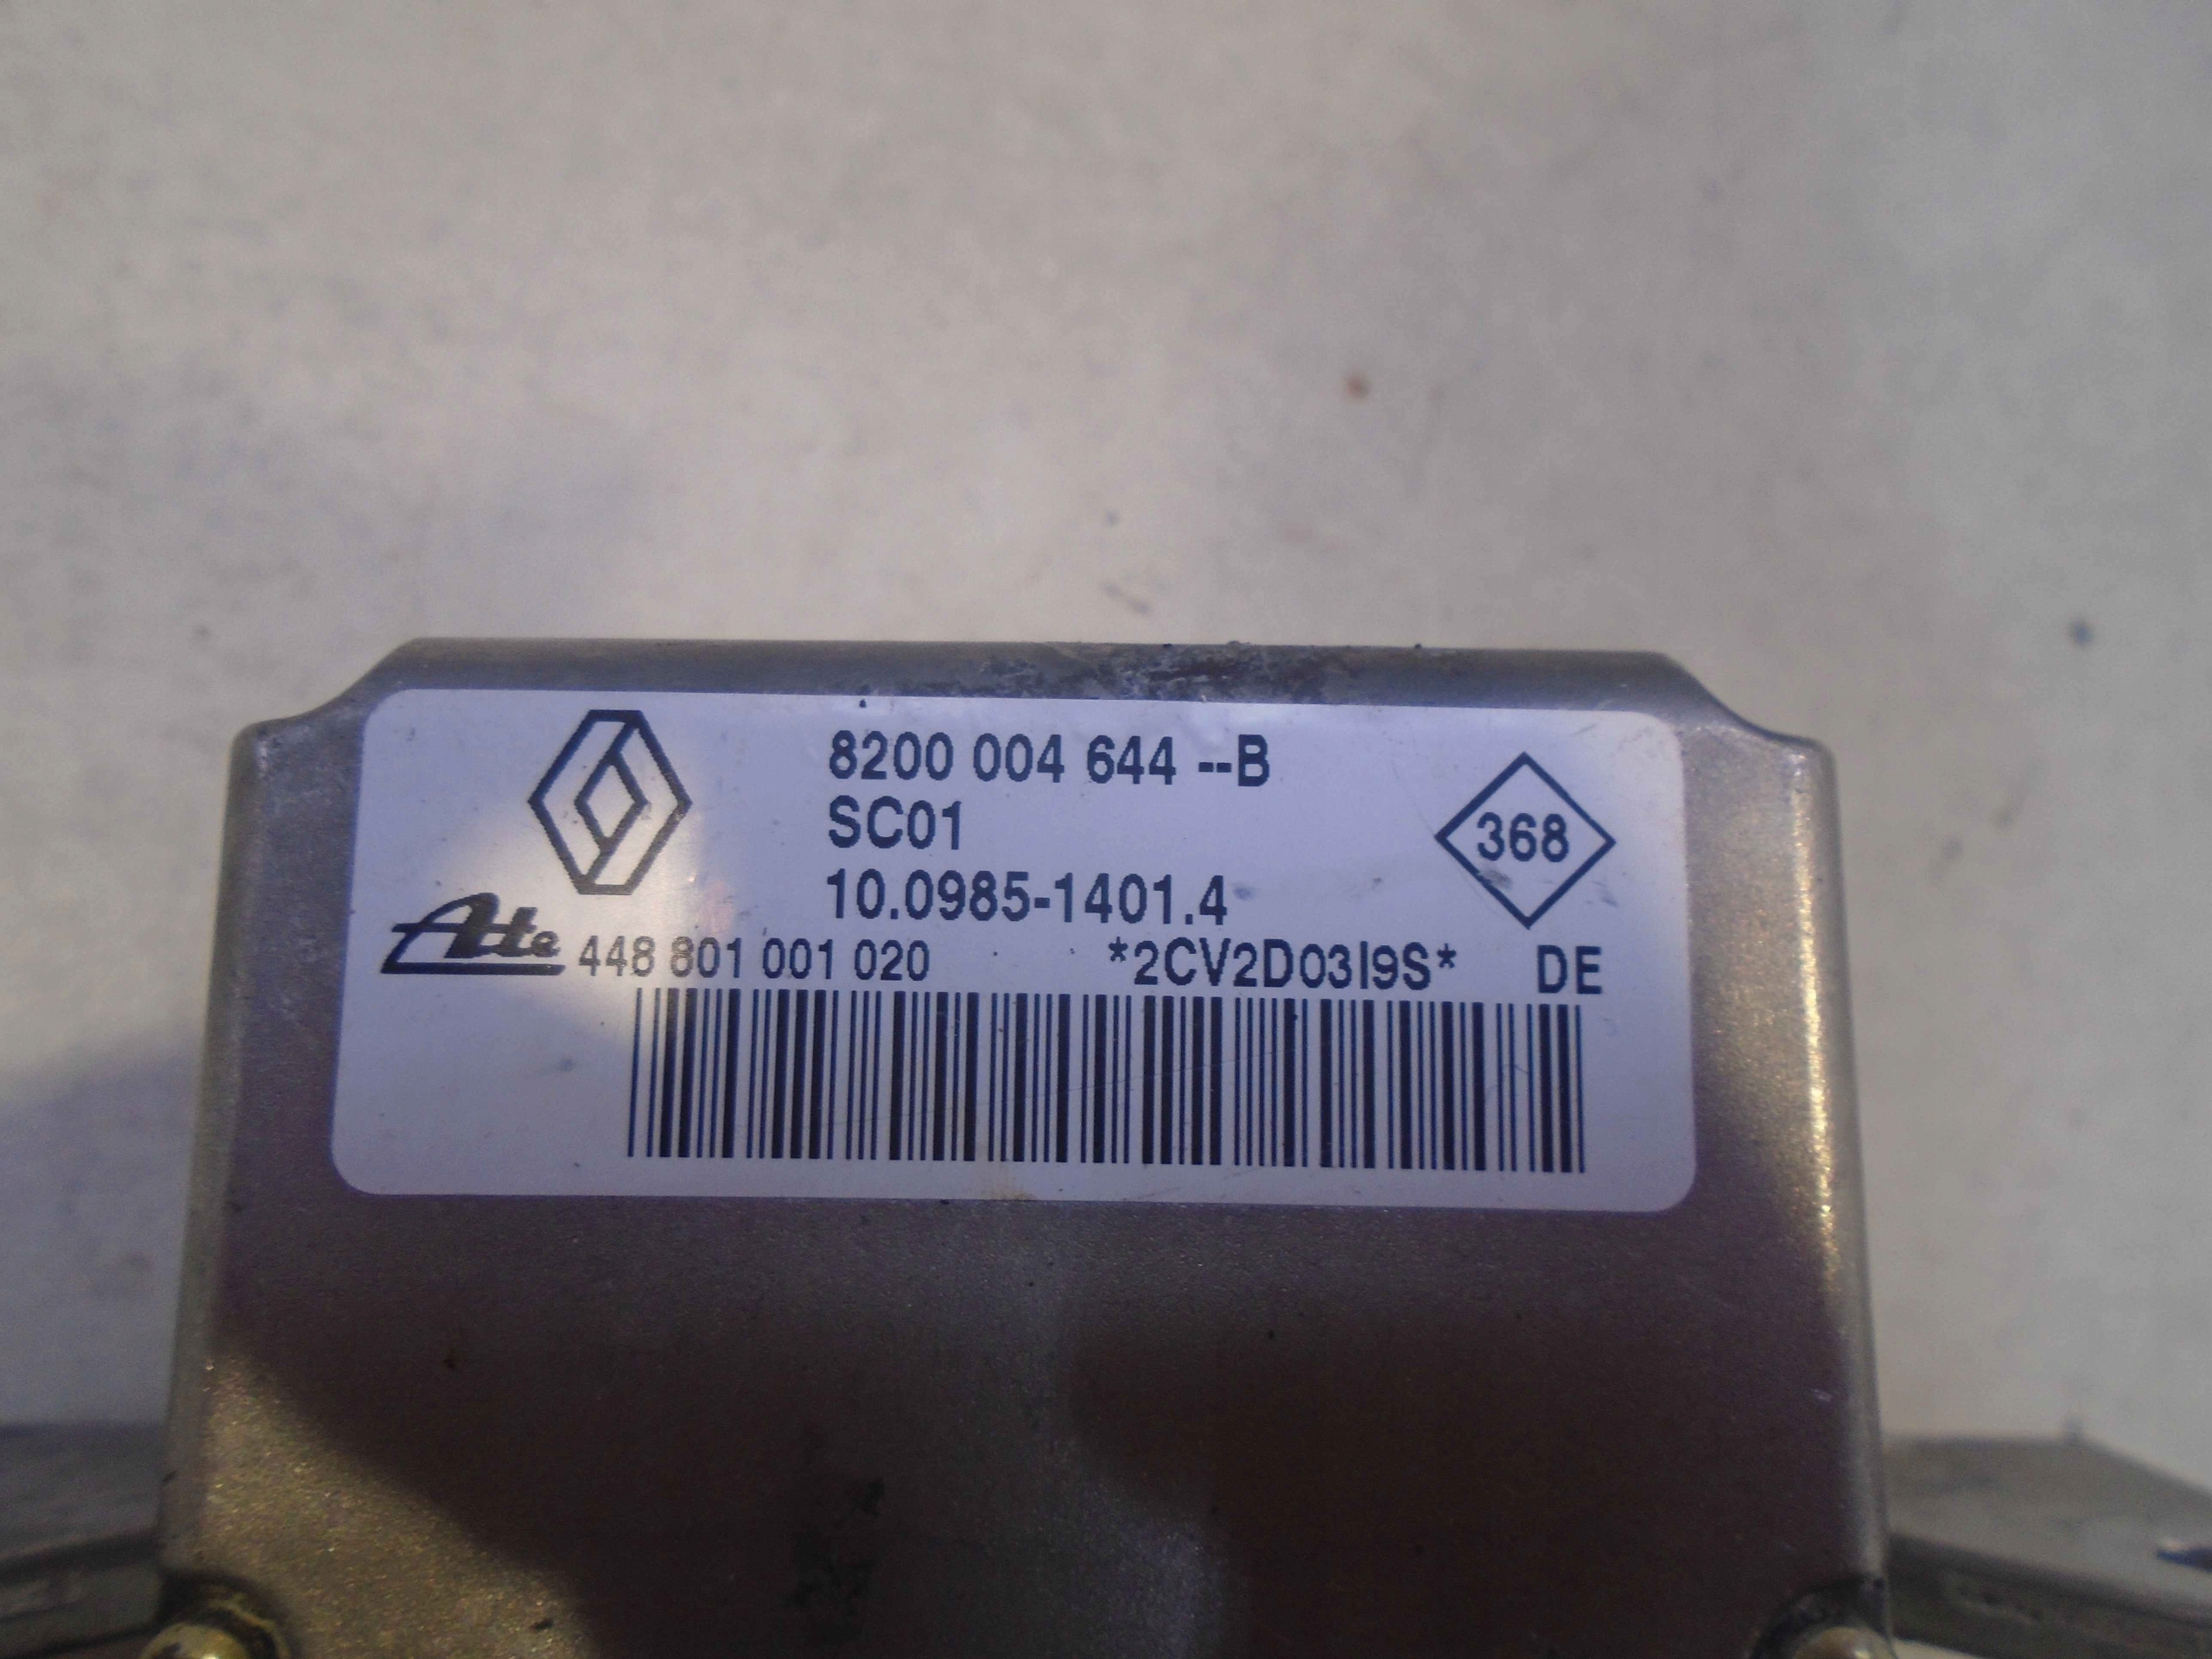 8200 004 644 --B
SC01
368
10.0985-1401.4
Ate 448 801 001 020 *2CV2D03I9S* DE